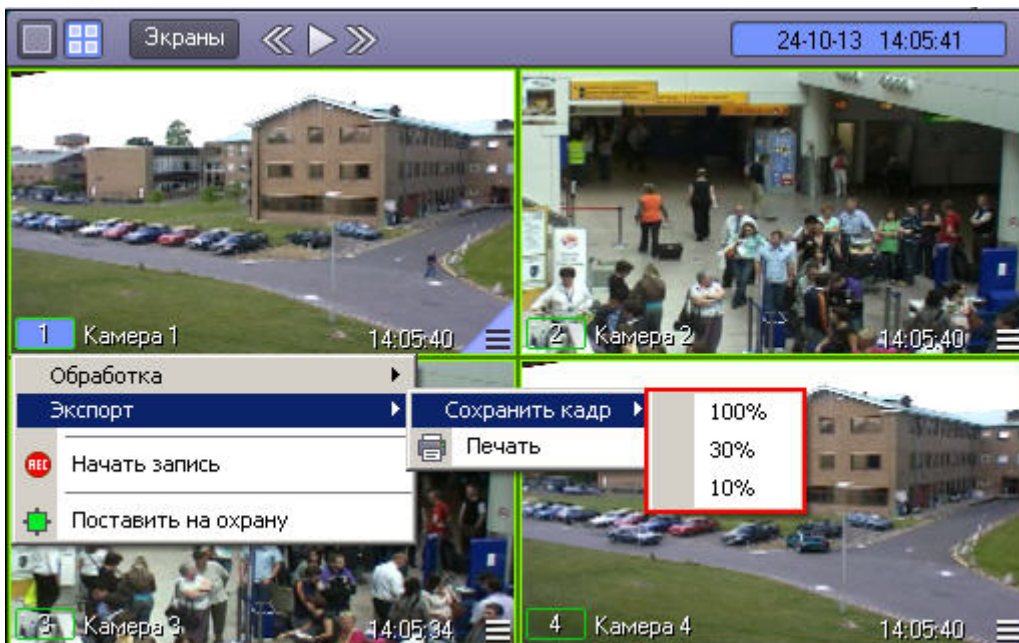 Экраны
24-10-13 14:05:41
1 Камера 1 14:05:40
2 Камера 2 14:05:40
Обработка
Экспорт
Сохранить кадр
100%
30%
10%
Печать
REC Начать запись
Поставить на охрану
3 Камера 3 14:05:34
4 Камера 4 14:05:40